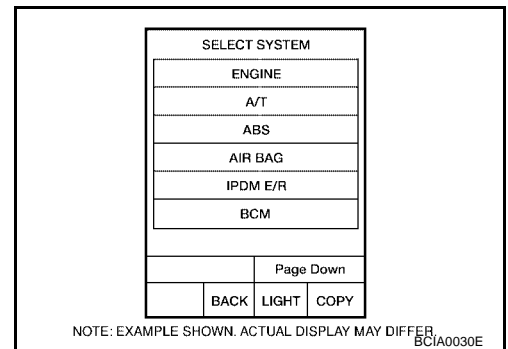 SELECT SYSTEM
ENGINE
A/T
ABS
AIR BAG
IPDM E/R
BCM
Page Down
BACK LIGHT COPY
NOTE: EXAMPLE SHOWN. ACTUAL DISPLAY MAY DIFFER.
BCIA0030E